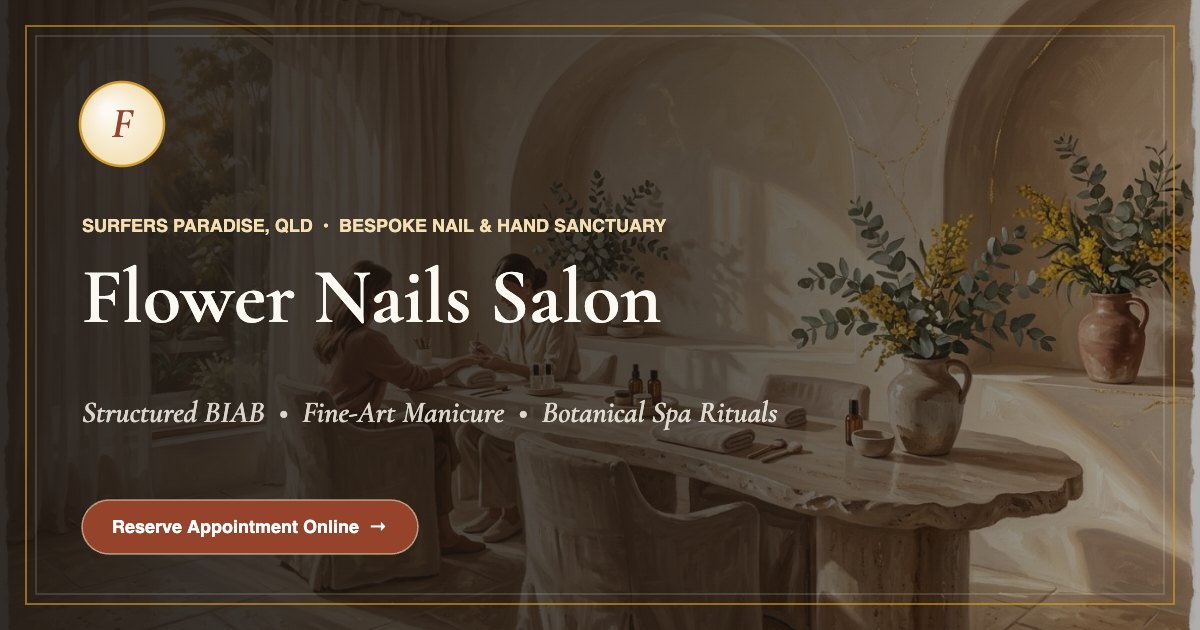 F
SURFERS PARADISE, QLD • BESPOKE NAIL & HAND SANCTUARY
Flower Nails Salon
Structured BIAB • Fine-Art Manicure • Botanical Spa Rituals
Reserve Appointment Online →